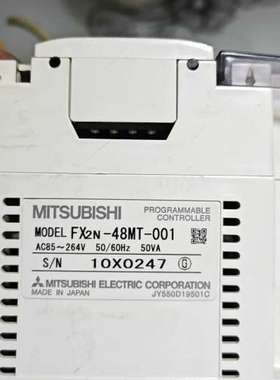 MITSUBISHI
PROGRAMMABLE
CONTROLLER
MODEL FX2N-48MT-001
AC85~264V 50/60Hz 50VA
S/N 10X0247 G
MITSUBISHI ELECTRIC CORPORATION
MADE IN JAPAN JY550D19501C